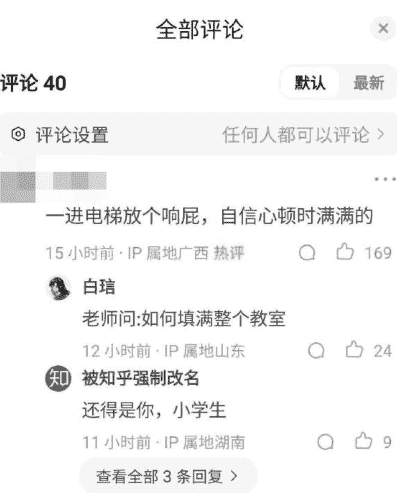 全部评论
评论 40
默认
最新
评论设置
任何人都可以评论
一进电梯放个响屁，自信心顿时满满的
15 小时前 · IP 属地广西 热评
169
白琂
老师问:如何填满整个教室
12 小时前 · IP 属地山东
24
知
被知乎强制改名
还得是你，小学生
11 小时前 · IP 属地湖南
9
查看全部 3 条回复